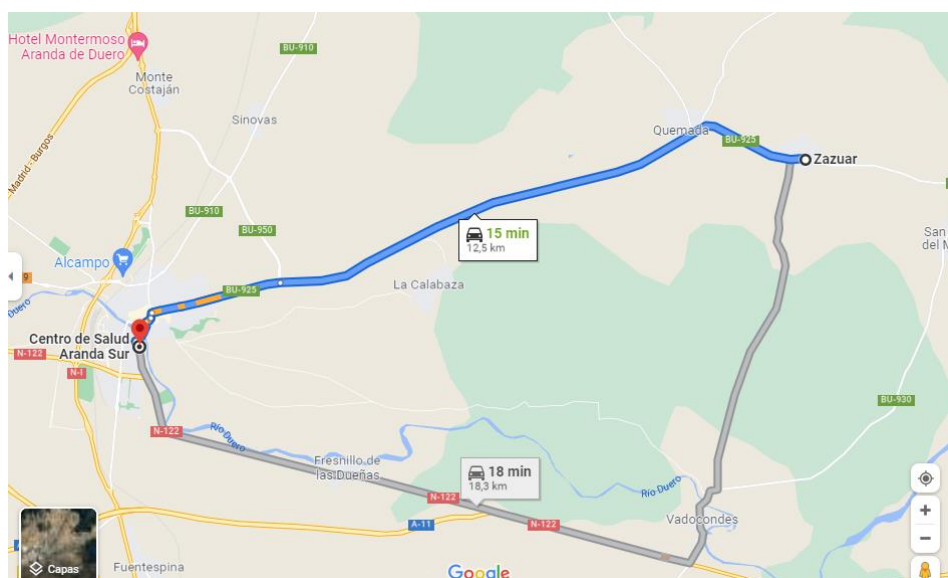 Hotel Montermoso
Aranda de Duero
BU-910
Monte
Costaján
Sinovas
Madrid - Burgos
Quemada
BU-925
Zazuar
BU-910
BU-950
15 min
12,5 km
San
del M
Alcampo
9
Duero
BU-925
La Calabaza
Centro de Salud
Aranda Sur
N-122
N-I
BU-930
N-122
Río Duero
Fresnillo de
las Dueñas
18 min
18,3 km
Río Duero
N-122
A-11
N-122
Vadocondes
Capas
Fuentespina
Google